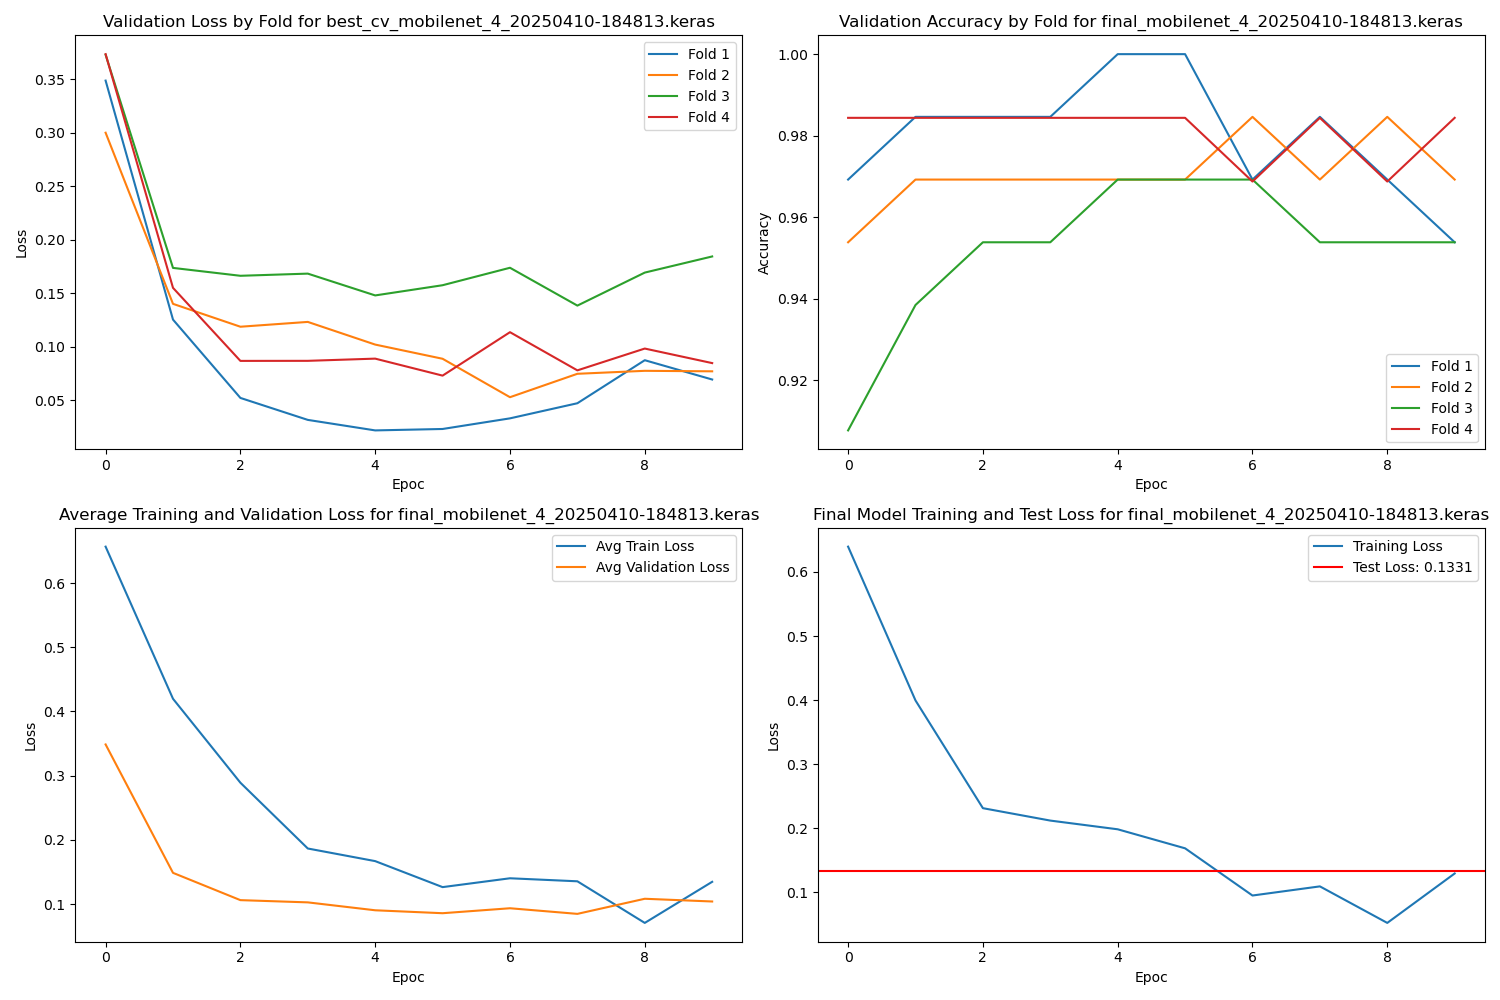 Validation Loss by Fold for best_cv_mobilenet_4_20250410-184813.keras
Loss
0.35
0.30
0.25
0.20
0.15
0.10
0.05
0 2 4 6 8
Epoc
Fold 1
Fold 2
Fold 3
Fold 4
Validation Accuracy by Fold for final_mobilenet_4_20250410-184813.keras
Accuracy
1.00
0.98
0.96
0.94
0.92
0 2 4 6 8
Epoc
Fold 1
Fold 2
Fold 3
Fold 4
Average Training and Validation Loss for final_mobilenet_4_20250410-184813.keras
Loss
0.6
0.5
0.4
0.3
0.2
0.1
0 2 4 6 8
Epoc
Avg Train Loss
Avg Validation Loss
Final Model Training and Test Loss for final_mobilenet_4_20250410-184813.keras
Loss
0.6
0.5
0.4
0.3
0.2
0.1
0 2 4 6 8
Epoc
Training Loss
Test Loss: 0.1331